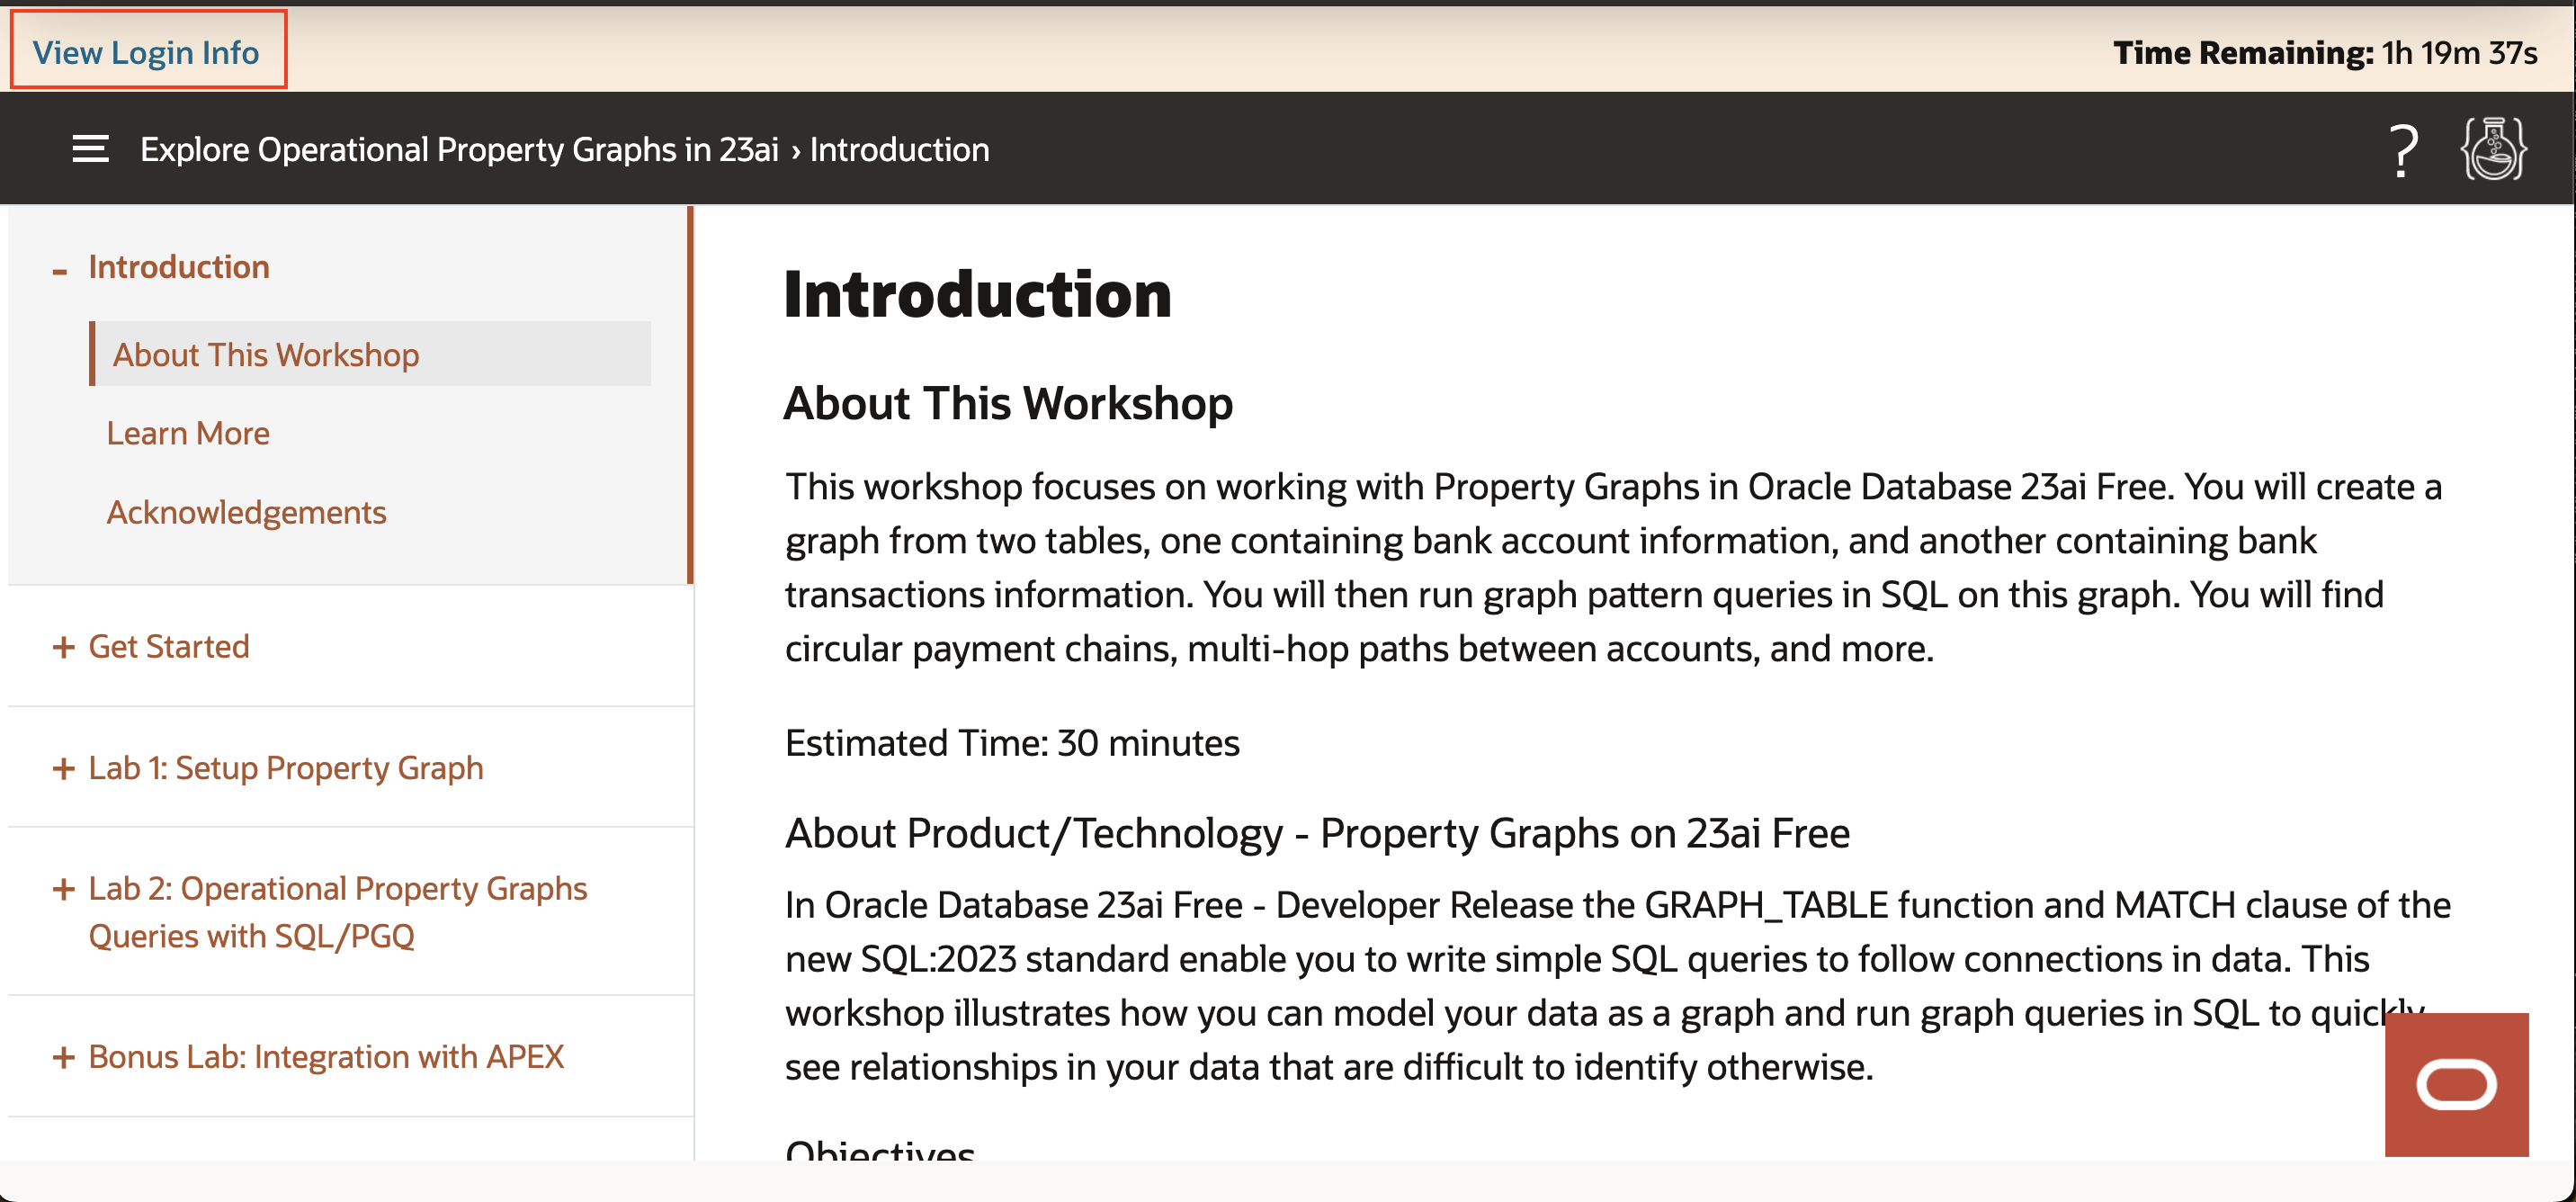 View Login Info
Time Remaining: 1h 19m 37s
Explore Operational Property Graphs in 23ai › Introduction
?
- Introduction
About This Workshop
Learn More
Acknowledgements
+ Get Started
+ Lab 1: Setup Property Graph
+ Lab 2: Operational Property Graphs
Queries with SQL/PGQ
+ Bonus Lab: Integration with APEX
Introduction
About This Workshop
This workshop focuses on working with Property Graphs in Oracle Database 23ai Free. You will create a
graph from two tables, one containing bank account information, and another containing bank
transactions information. You will then run graph pattern queries in SQL on this graph. You will find
circular payment chains, multi-hop paths between accounts, and more.
Estimated Time: 30 minutes
About Product/Technology - Property Graphs on 23ai Free
In Oracle Database 23ai Free - Developer Release the GRAPH_TABLE function and MATCH clause of the
new SQL:2023 standard enable you to write simple SQL queries to follow connections in data. This
workshop illustrates how you can model your data as a graph and run graph queries in SQL to quickly
see relationships in your data that are difficult to identify otherwise.
Objectives